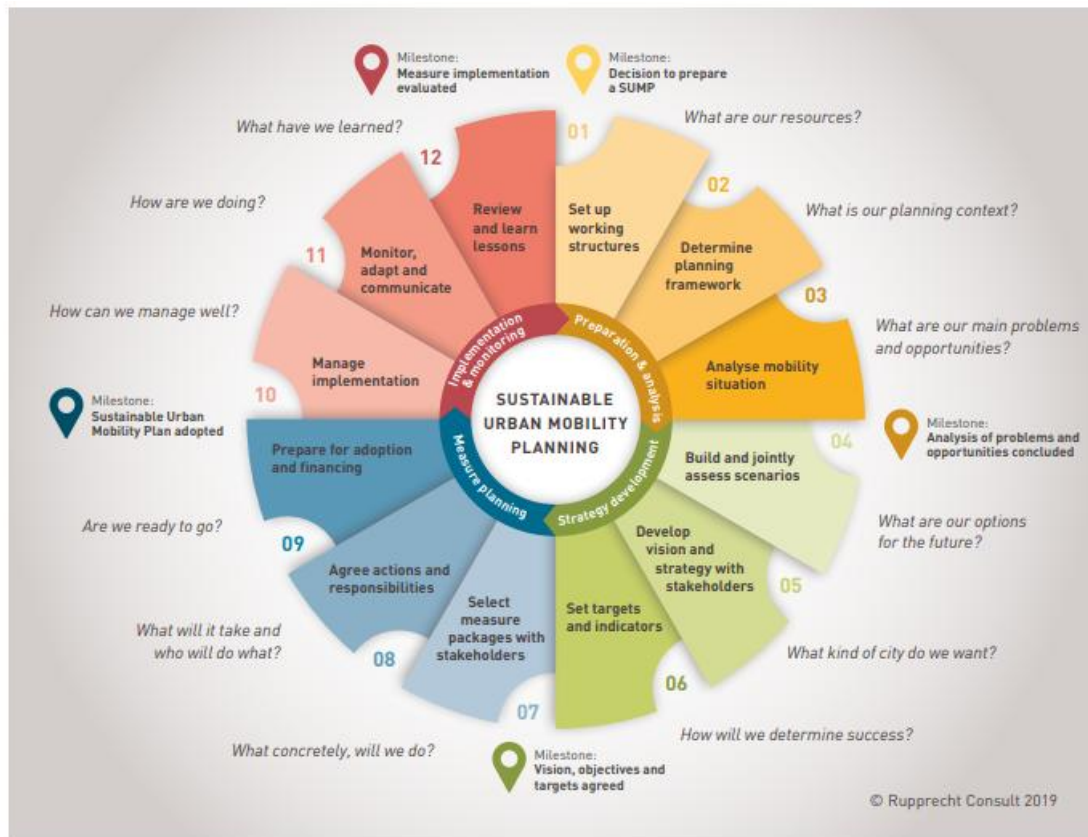 Milestone:
Measure implementation
evaluated
Milestone:
Decision to prepare
a SUMP
What have we learned?
What are our resources?
How are we doing?
What is our planning context?
How can we manage well?
What are our main problems
and opportunities?
Milestone:
Sustainable Urban
Mobility Plan adopted
Milestone:
Analysis of problems and
opportunities concluded
Are we ready to go?
What are our options
for the future?
What will it take and
who will do what?
What kind of city do we want?
What concretely, will we do?
How will we determine success?
Milestone:
Vision, objectives and
targets agreed
01
Set up
working
structures
02
Determine
planning
framework
03
Analyse mobility
situation
04
Build and jointly
assess scenarios
05
Develop
vision and
strategy with
stakeholders
06
Set targets
and indicators
07
Select
measure
packages with
stakeholders
08
Agree actions and
responsibilities
09
Prepare for adoption
and financing
10
Manage
implementation
11
Monitor,
adapt and
communicate
12
Review
and learn
lessons
Preparation & analysis
Strategy development
Measure planning
Implementation
& monitoring
SUSTAINABLE
URBAN MOBILITY
PLANNING
© Rupprecht Consult 2019